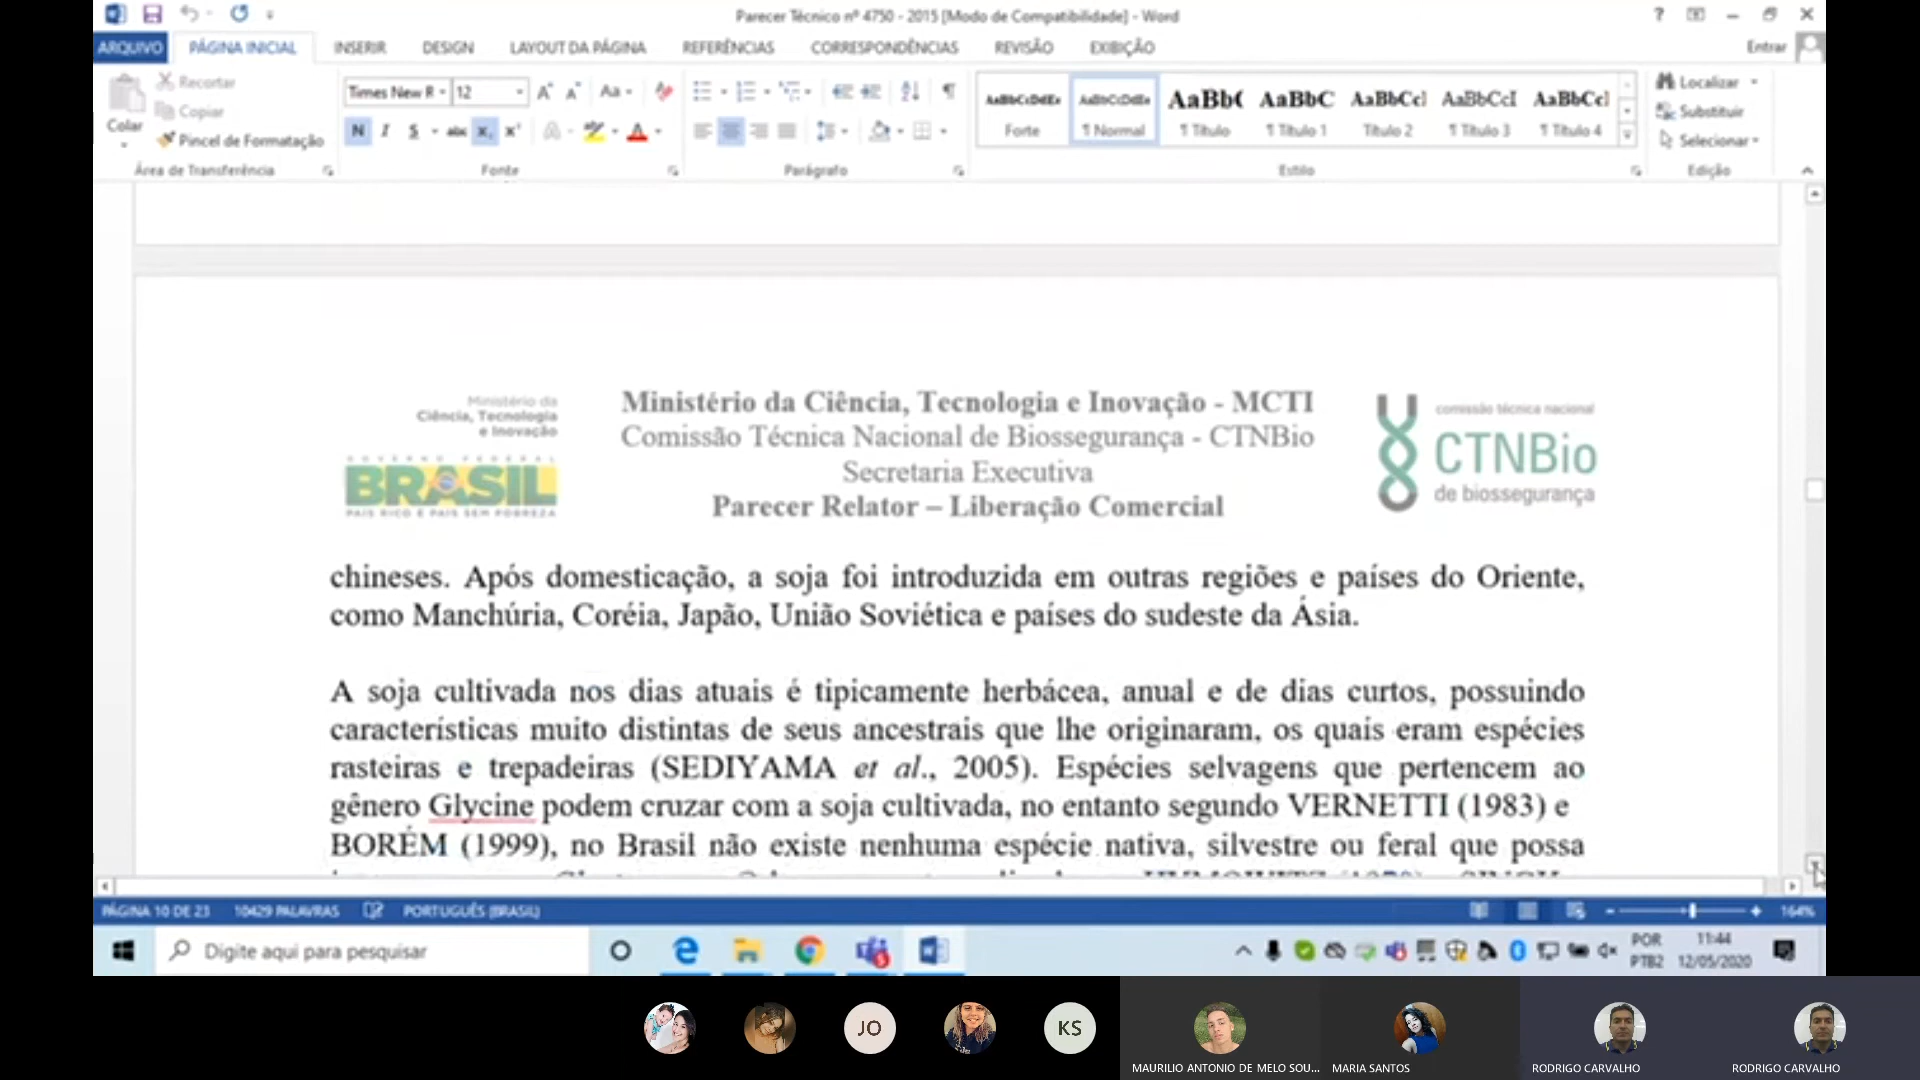 Parecer Técnico nº 4750 - 2015 [Modo de Compatibilidade] - Word
ARQUIVO PÁGINA INICIAL INSERIR DESIGN LAYOUT DA PÁGINA REFERÊNCIAS CORRESPONDÊNCIAS REVISÃO EXIBIÇÃO Entrar
Colar
Recortar
Copiar
Pincel de Formatação
Área de Transferência
Times New R 12
N I S abc X₂ X²
Fonte
Parágrafo
AaBbCcDdEe AaBbCcDdEe AaBb( AaBbC AaBbCcI AaBbCcI AaBbCcI
Forte ¶ Normal ¶ Título ¶ Título 1 Título 2 ¶ Título 3 ¶ Título 4
Estilo
Localizar
Substituir
Selecionar
Edição
Ministério da
Ciência, Tecnologia
e Inovação
GOVERNO FEDERAL
BRASIL
PAÍS RICO É PAÍS SEM POBREZA
Ministério da Ciência, Tecnologia e Inovação - MCTI
Comissão Técnica Nacional de Biossegurança - CTNBio
Secretaria Executiva
Parecer Relator – Liberação Comercial
comissão técnica nacional
CTNBio
de biossegurança
chineses. Após domesticação, a soja foi introduzida em outras regiões e países do Oriente,
como Manchúria, Coréia, Japão, União Soviética e países do sudeste da Ásia.
A soja cultivada nos dias atuais é tipicamente herbácea, anual e de dias curtos, possuindo
características muito distintas de seus ancestrais que lhe originaram, os quais eram espécies
rasteiras e trepadeiras (SEDIYAMA et al., 2005). Espécies selvagens que pertencem ao
gênero Glycine podem cruzar com a soja cultivada, no entanto segundo VERNETTI (1983) e
BORÉM (1999), no Brasil não existe nenhuma espécie nativa, silvestre ou feral que possa
PÁGINA 10 DE 23 10429 PALAVRAS PORTUGUÊS (BRASIL) 164%
Digite aqui para pesquisar
POR
PTB2
11:44
12/05/2020
JO
KS
MAURILIO ANTONIO DE MELO SOU...
MARIA SANTOS
RODRIGO CARVALHO
RODRIGO CARVALHO